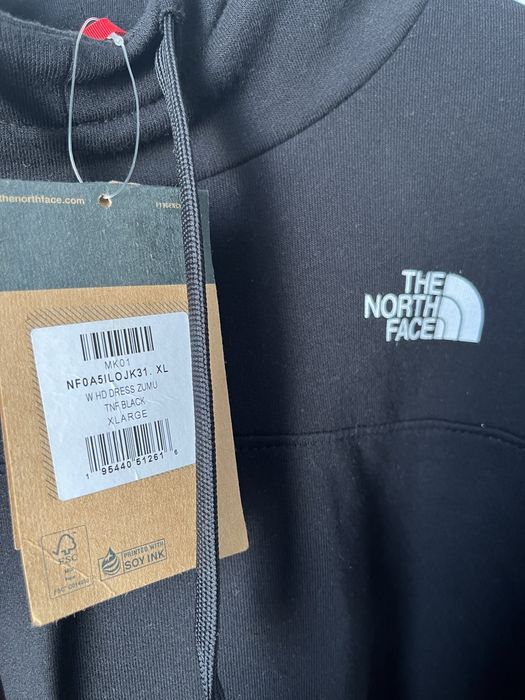 thenorthface.com
MK01
NF0A5ILOJK31. XL
W HD DRESS ZUMU
TNF BLACK
XLARGE
1 95440 51261 6
FSC
PRINTED WITH
SOY INK
THE
NORTH
FACE